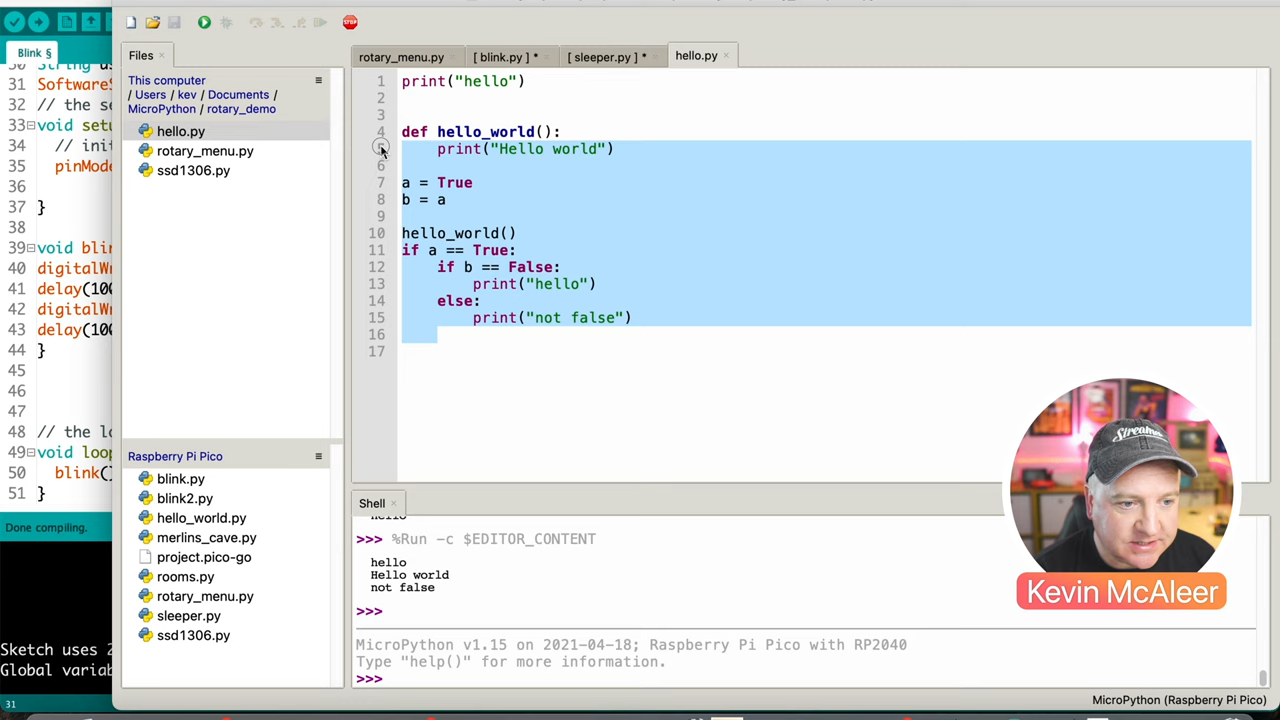 Blink §
31 SoftwareS
32 // the se
33 void setu
34 // init
35 pinMode
36
37 }
38
39 void blin
40 digitalWr
41 delay(100
42 digitalWr
43 delay(100
44 }
45
46
47
48 // the lo
49 void loop
50 blink(
51 }
Done compiling.
Sketch uses 2
Global variab
31
Files
This computer
/ Users / kev / Documents /
MicroPython / rotary_demo
hello.py
rotary_menu.py
ssd1306.py
Raspberry Pi Pico
blink.py
blink2.py
hello_world.py
merlins_cave.py
project.pico-go
rooms.py
rotary_menu.py
sleeper.py
ssd1306.py
rotary_menu.py [ blink.py ] * [ sleeper.py ] * hello.py
1 print("hello")
2
3
4 def hello_world():
5 print("Hello world")
6
7 a = True
8 b = a
9
10 hello_world()
11 if a == True:
12 if b == False:
13 print("hello")
14 else:
15 print("not false")
16
17
Shell
hello
>>> %Run -c $EDITOR_CONTENT
hello
Hello world
not false
>>>
MicroPython v1.15 on 2021-04-18; Raspberry Pi Pico with RP2040
Type "help()" for more information.
>>>
Streamer
Kevin McAleer
MicroPython (Raspberry Pi Pico)